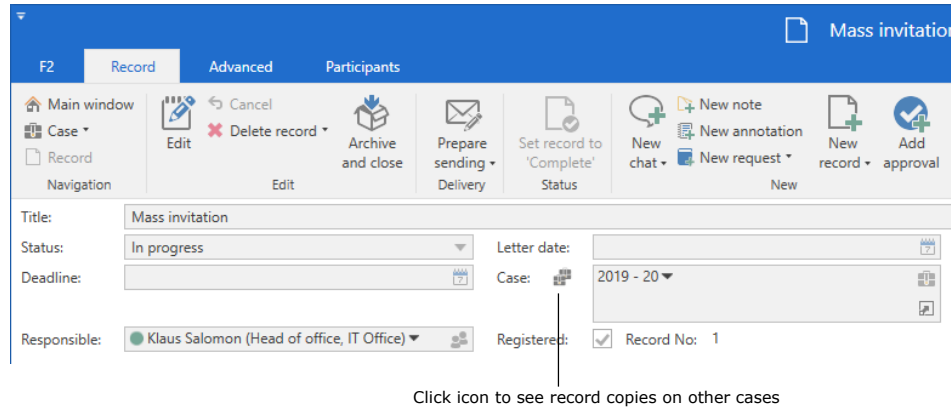 Mass invitation
F2 Record Advanced Participants
Main window
Case
Record
Navigation
Edit
Cancel
Delete record
Archive
and close
Edit
Prepare
sending
Delivery
Set record to
'Complete'
Status
New
chat
New note
New annotation
New request
New
record
Add
approval
New
Title: Mass invitation
Status: In progress Letter date:
Deadline: Case: 2019 - 20
Responsible: Klaus Salomon (Head of office, IT Office) Registered: Record No: 1
Click icon to see record copies on other cases